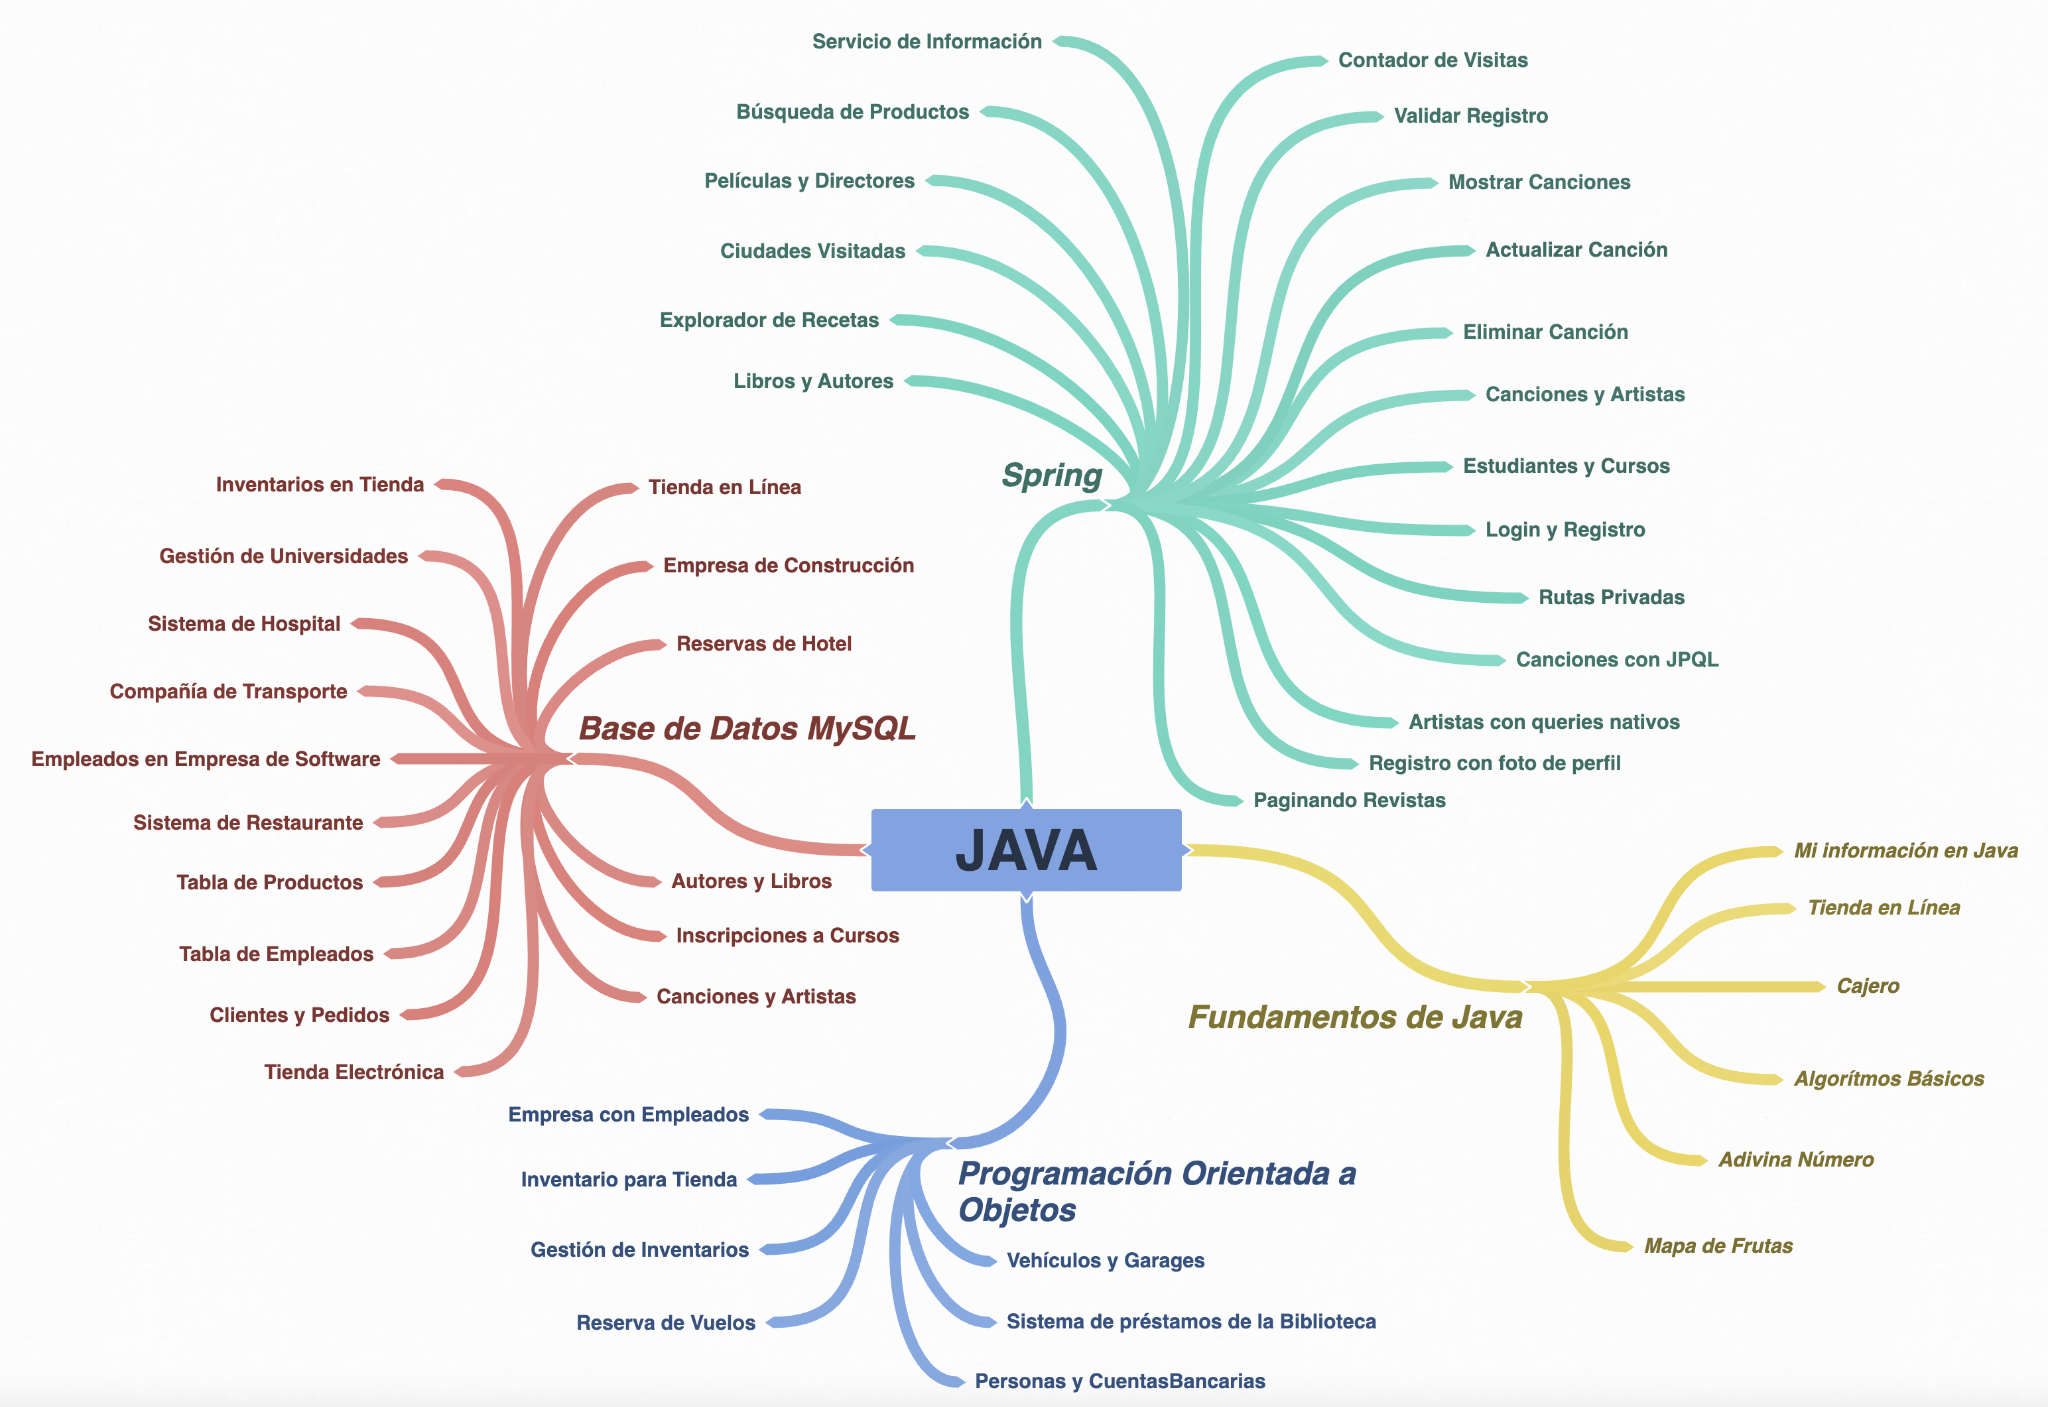 JAVA
Spring
Servicio de Información
Búsqueda de Productos
Películas y Directores
Ciudades Visitadas
Explorador de Recetas
Libros y Autores
Contador de Visitas
Validar Registro
Mostrar Canciones
Actualizar Canción
Eliminar Canción
Canciones y Artistas
Estudiantes y Cursos
Login y Registro
Rutas Privadas
Canciones con JPQL
Artistas con queries nativos
Registro con foto de perfil
Paginando Revistas
Base de Datos MySQL
Inventarios en Tienda
Gestión de Universidades
Sistema de Hospital
Compañía de Transporte
Empleados en Empresa de Software
Sistema de Restaurante
Tabla de Productos
Tabla de Empleados
Clientes y Pedidos
Tienda Electrónica
Tienda en Línea
Empresa de Construcción
Reservas de Hotel
Autores y Libros
Inscripciones a Cursos
Canciones y Artistas
Fundamentos de Java
Mi información en Java
Tienda en Línea
Cajero
Algorítmos Básicos
Adivina Número
Mapa de Frutas
Programación Orientada a
Objetos
Empresa con Empleados
Inventario para Tienda
Gestión de Inventarios
Reserva de Vuelos
Vehículos y Garages
Sistema de préstamos de la Biblioteca
Personas y CuentasBancarias